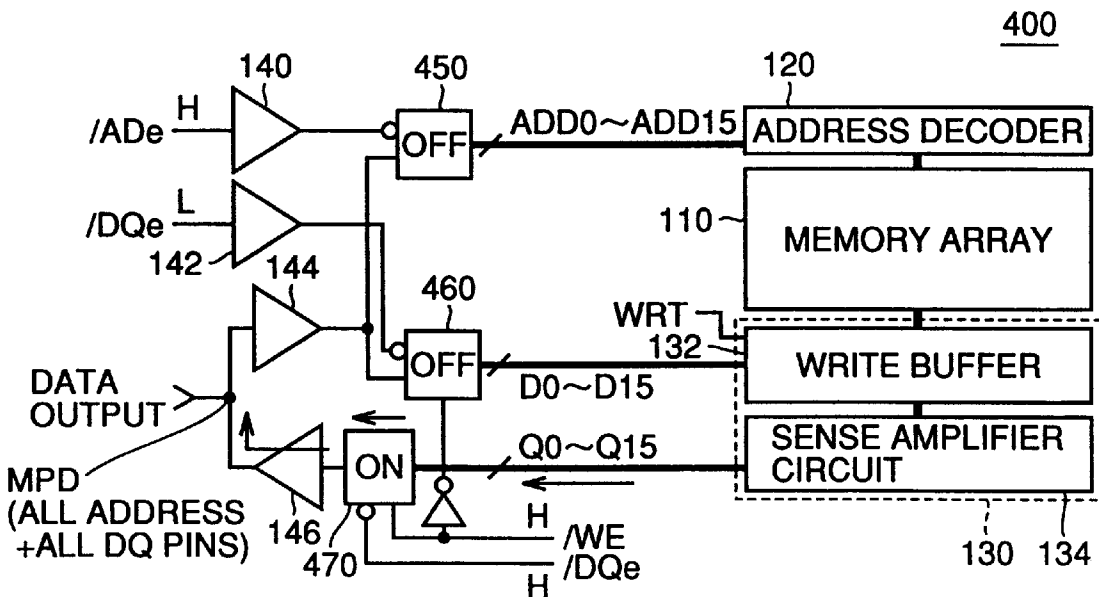 400
140
450
120
/ADe
H
OFF
ADD0~ADD15
ADDRESS DECODER
/DQe
L
142
110
MEMORY ARRAY
144
460
WRT
132
OFF
D0~D15
WRITE BUFFER
DATA
OUTPUT
ON
Q0~Q15
SENSE AMPLIFIER
CIRCUIT
MPD
(ALL ADDRESS
+ALL DQ PINS)
146
470
H
/WE
/DQe
H
130
134